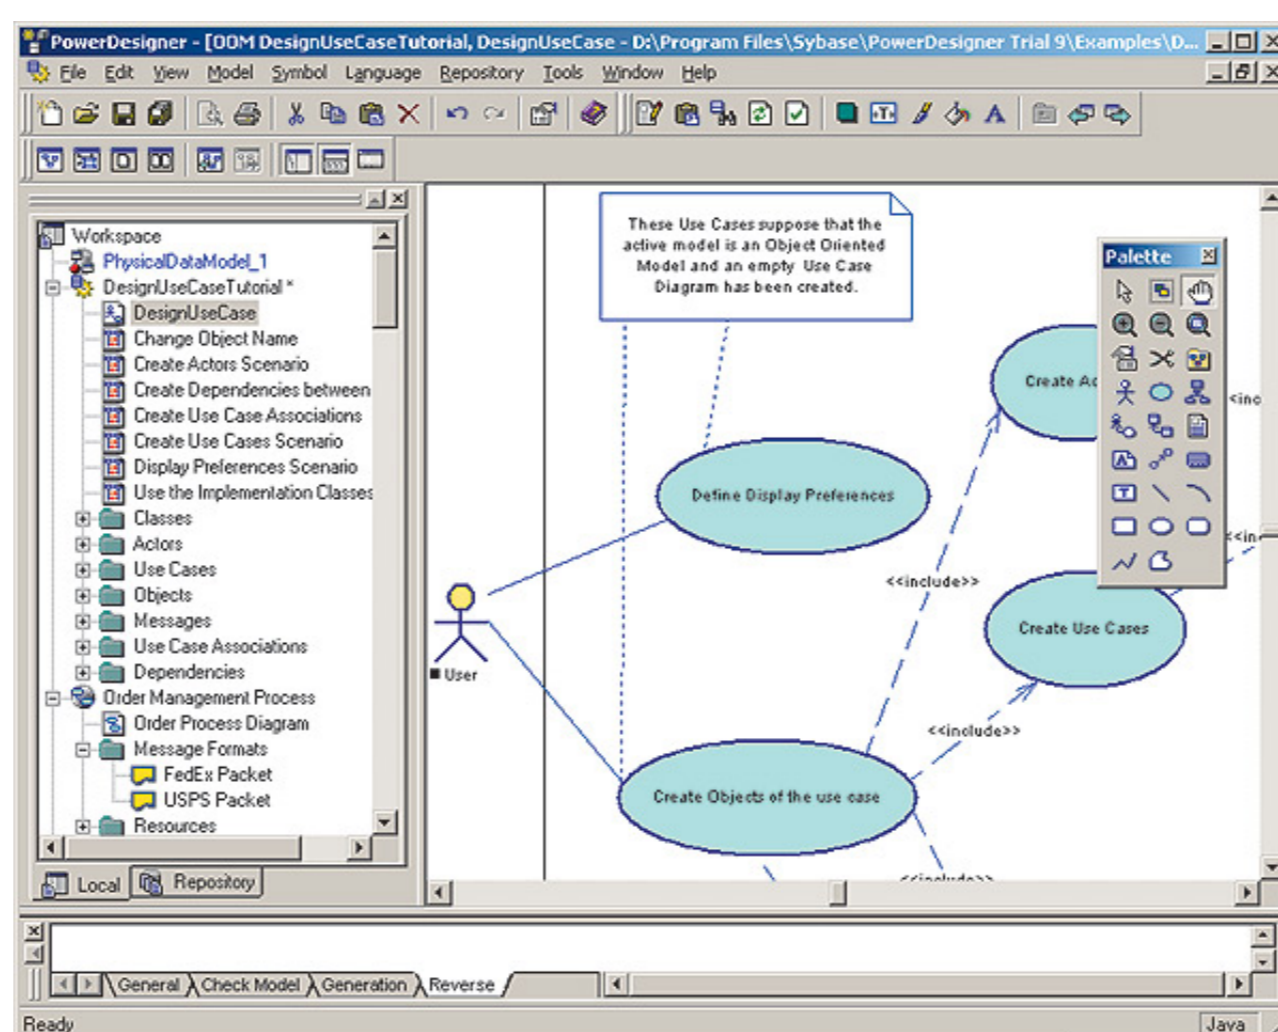 PowerDesigner - [OOM DesignUseCaseTutorial, DesignUseCase - D:\Program Files\Sybase\PowerDesigner Trial 9\Examples\D...
File Edit View Model Symbol Language Repository Tools Window Help
Workspace
PhysicalDataModel_1
DesignUseCaseTutorial *
DesignUseCase
Change Object Name
Create Actors Scenario
Create Dependencies between
Create Use Case Associations
Create Use Cases Scenario
Display Preferences Scenario
Use the Implementation Classes
Classes
Actors
Use Cases
Objects
Messages
Use Case Associations
Dependencies
Order Management Process
Order Process Diagram
Message Formats
FedEx Packet
USPS Packet
Resources
Local Repository
These Use Cases suppose that the
active model is an Object Oriented
Model and an empty Use Case
Diagram has been created.
Palette
Create Ac
<inc
Define Display Preferences
<<in
<<include>>
Create Use Cases
User
<<include>>
Create Objects of the use case
<<include>>
General Check Model Generation Reverse
Ready Java